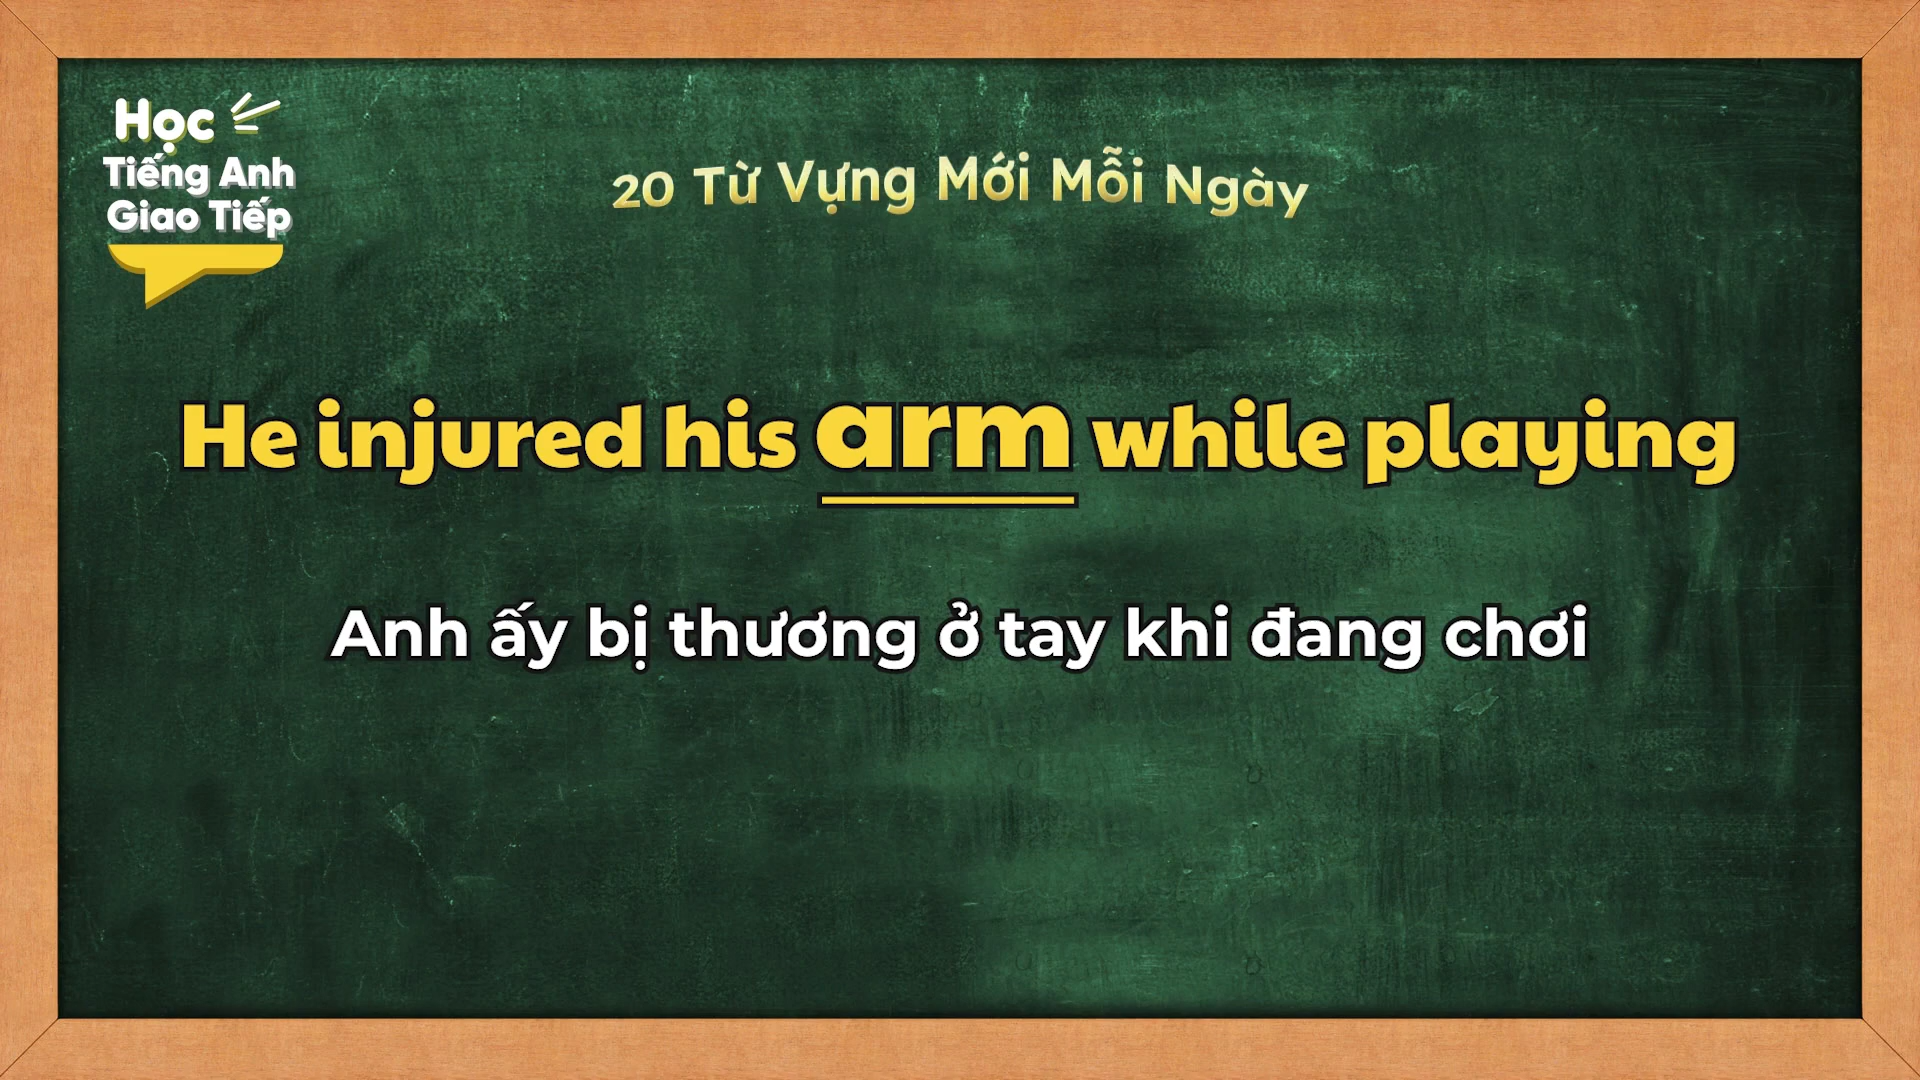 Học
Tiếng Anh
Giao Tiếp
20 Từ Vựng Mới Mỗi Ngày
He injured his arm while playing
Anh ấy bị thương ở tay khi đang chơi